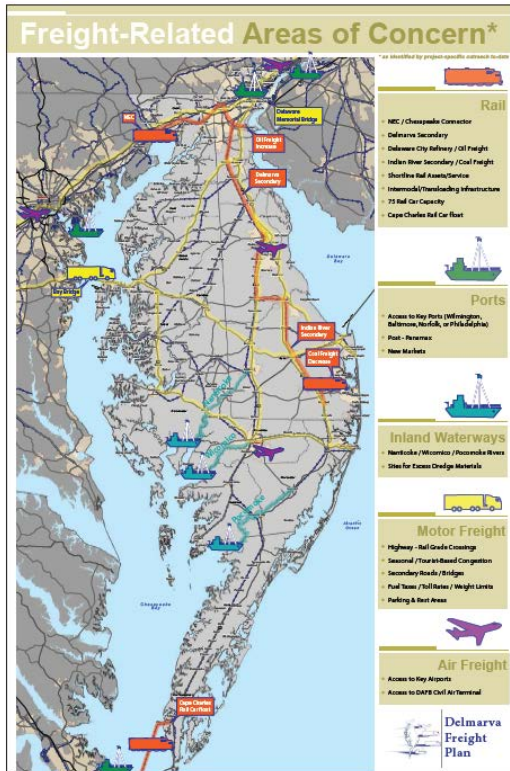 Freight-Related Areas of Concern*
* as identified by project-specific outreach to-date
NEC
Delaware
Memorial Bridge
Oil Freight
Increase
Delmarva
Secondary
Delaware
Bay
Bay Bridge
Indian River
Secondary
Coal Freight
Decrease
Nanticoke
Wicomico
Pocomoke
Atlantic
Ocean
Chesapeake
Bay
Cape Charles
Rail Car float
Rail
NEC / Chesapeake Connector
Delmarva Secondary
Delaware City Refinery / Oil Freight
Indian River Secondary / Coal Freight
Shortline Rail Assets/Service
Intermodal/Transloading Infrastructure
75 Rail Car Capacity
Cape Charles Rail Car float
Ports
Access to Key Ports (Wilmington,
Baltimore, Norfolk, or Philadelphia)
Post - Panamax
New Markets
Inland Waterways
Nanticoke / Wicomico / Pocomoke Rivers
Sites for Excess Dredge Materials
Motor Freight
Highway - Rail Grade Crossings
Seasonal / Tourist-Based Congestion
Secondary Roads / Bridges
Fuel Taxes / Toll Rates / Weight Limits
Parking & Rest Areas
Air Freight
Access to Key Airports
Access to DAFB Civil Air Terminal
Delmarva
Freight
Plan